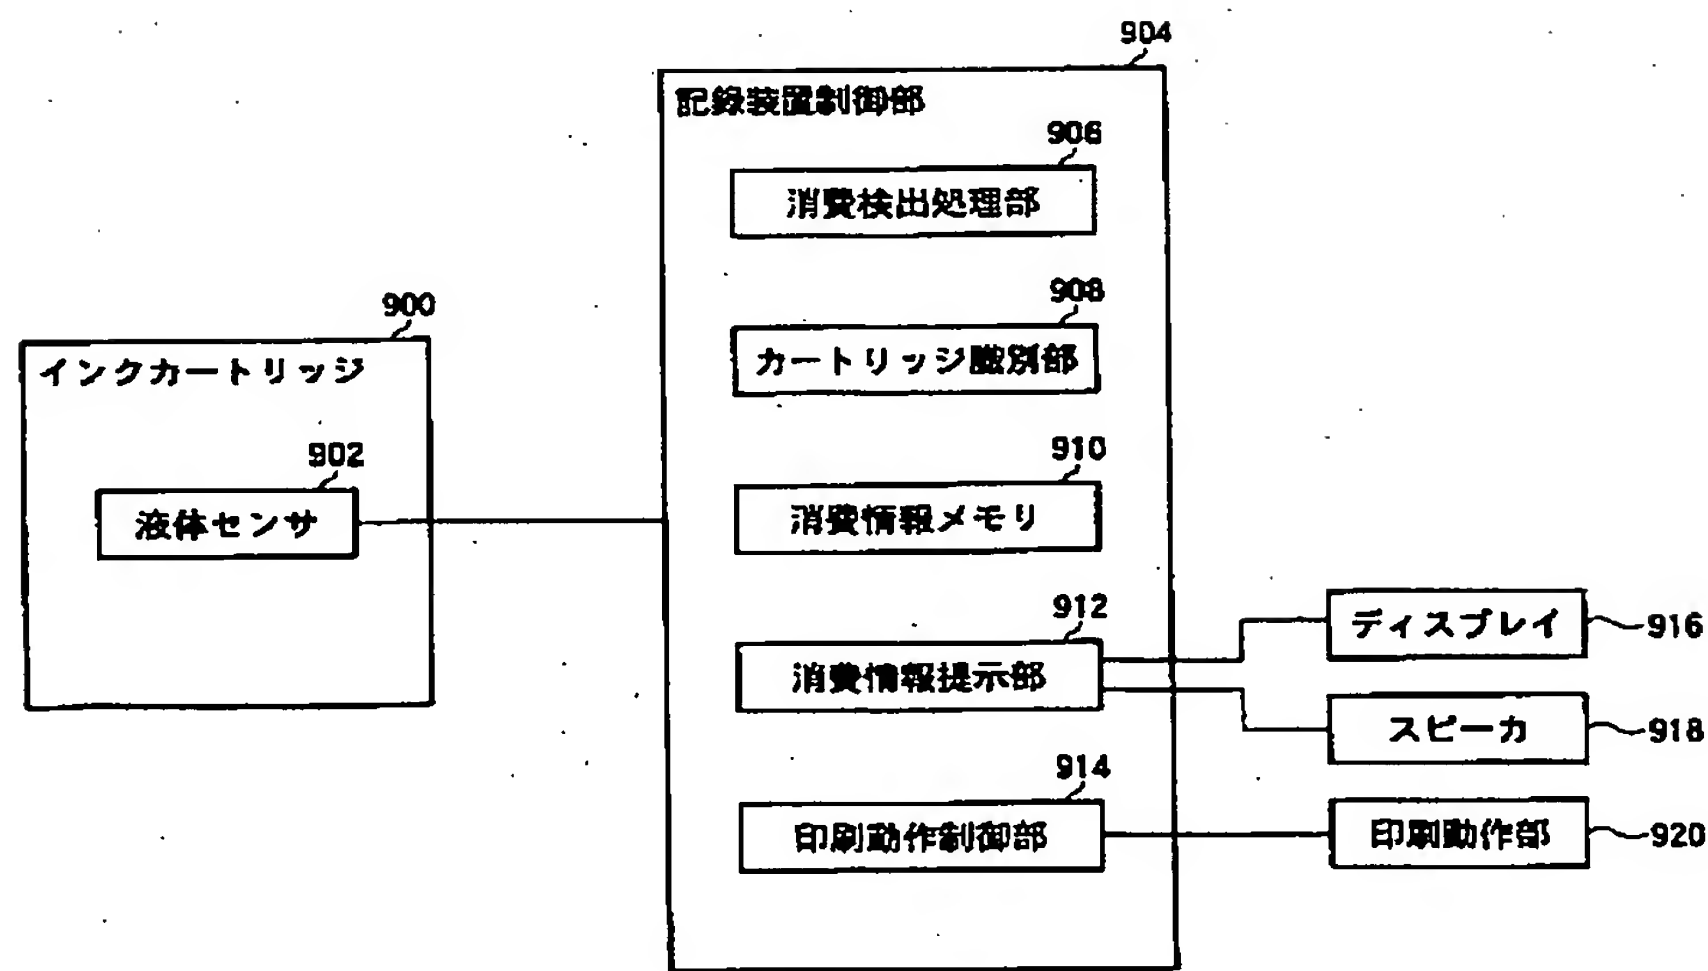 904
記録装置制御部
906
消費検出処理部
908
カートリッジ識別部
900
インクカートリッジ
902
液体センサ
910
消費情報メモリ
912
消費情報提示部
ディスプレイ
916
スピーカ
918
914
印刷動作制御部
印刷動作部
920